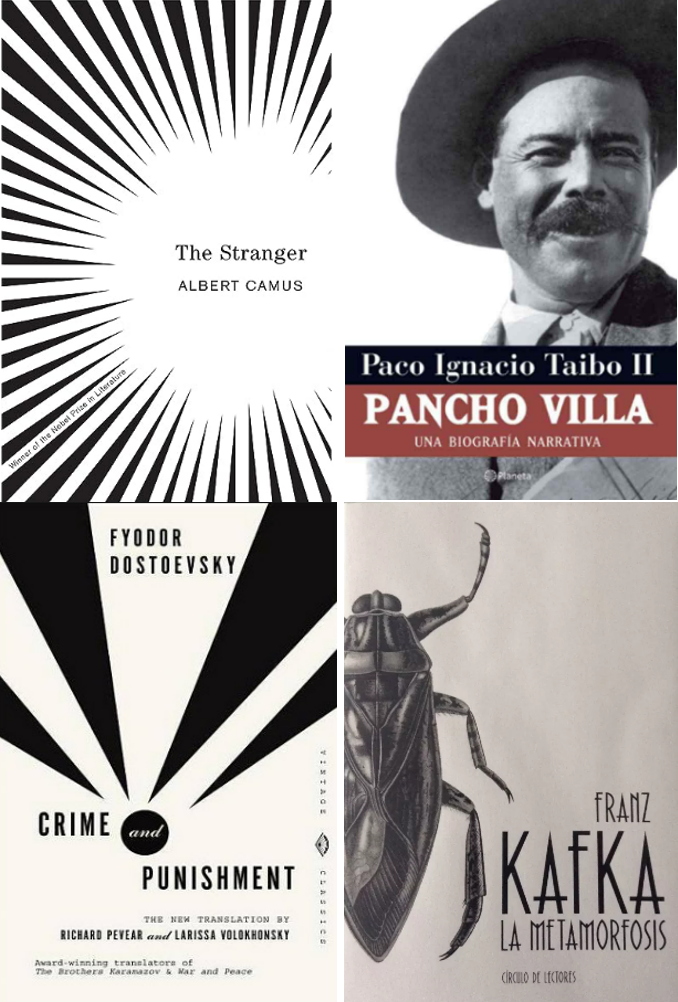 The Stranger
ALBERT CAMUS
Winner of the Nobel Prize in Literature
Paco Ignacio Taibo II
PANCHO VILLA
UNA BIOGRAFÍA NARRATIVA
Planeta
FYODOR
DOSTOEVSKY
CRIME and
PUNISHMENT
VINTAGE CLASSICS
THE NEW TRANSLATION BY
RICHARD PEVEAR and LARISSA VOLOKHONSKY
Award-winning translators of
The Brothers Karamazov & War and Peace
FRANZ
KAFKA
LA METAMORFOSIS
CÍRCULO DE LECTORES